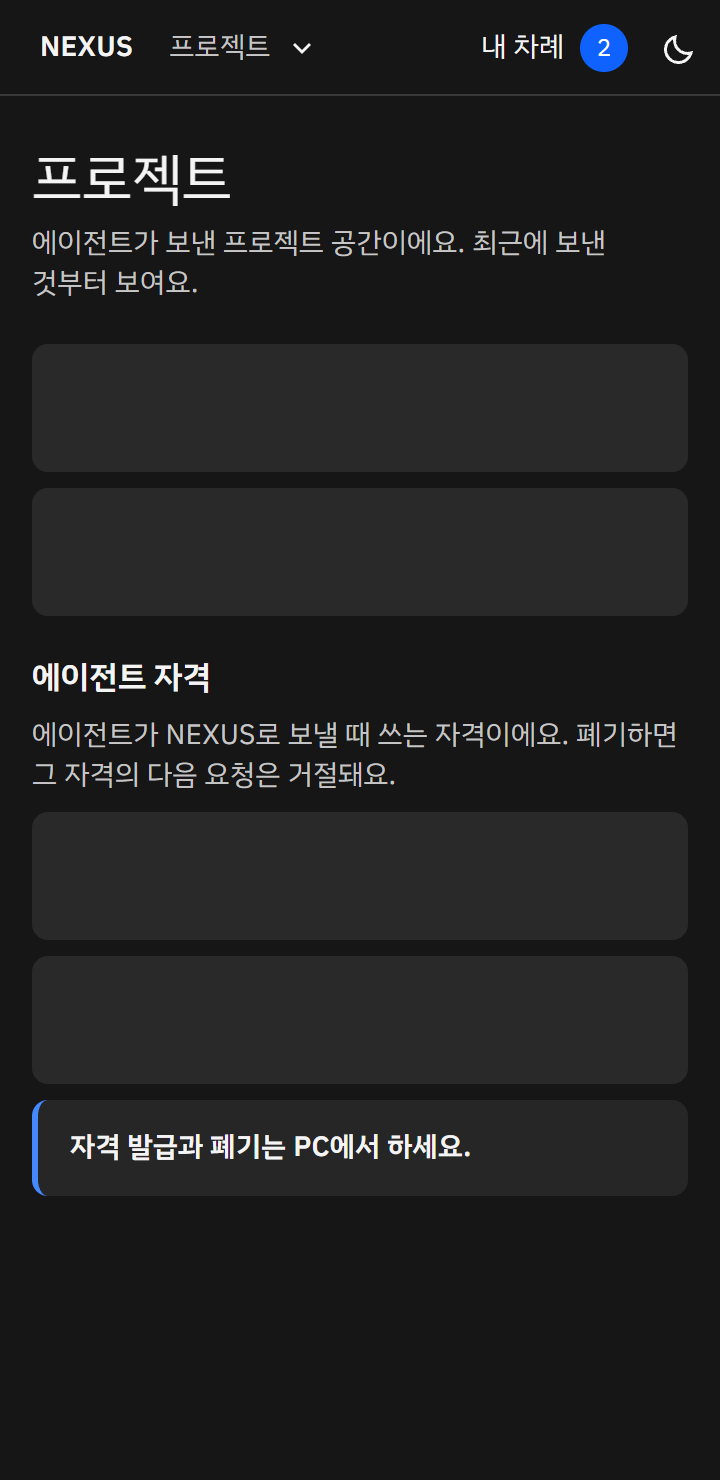 NEXUS 프로젝트 내 차례 2
프로젝트
에이전트가 보낸 프로젝트 공간이에요. 최근에 보낸
것부터 보여요.
에이전트 자격
에이전트가 NEXUS로 보낼 때 쓰는 자격이에요. 폐기하면
그 자격의 다음 요청은 거절돼요.
자격 발급과 폐기는 PC에서 하세요.